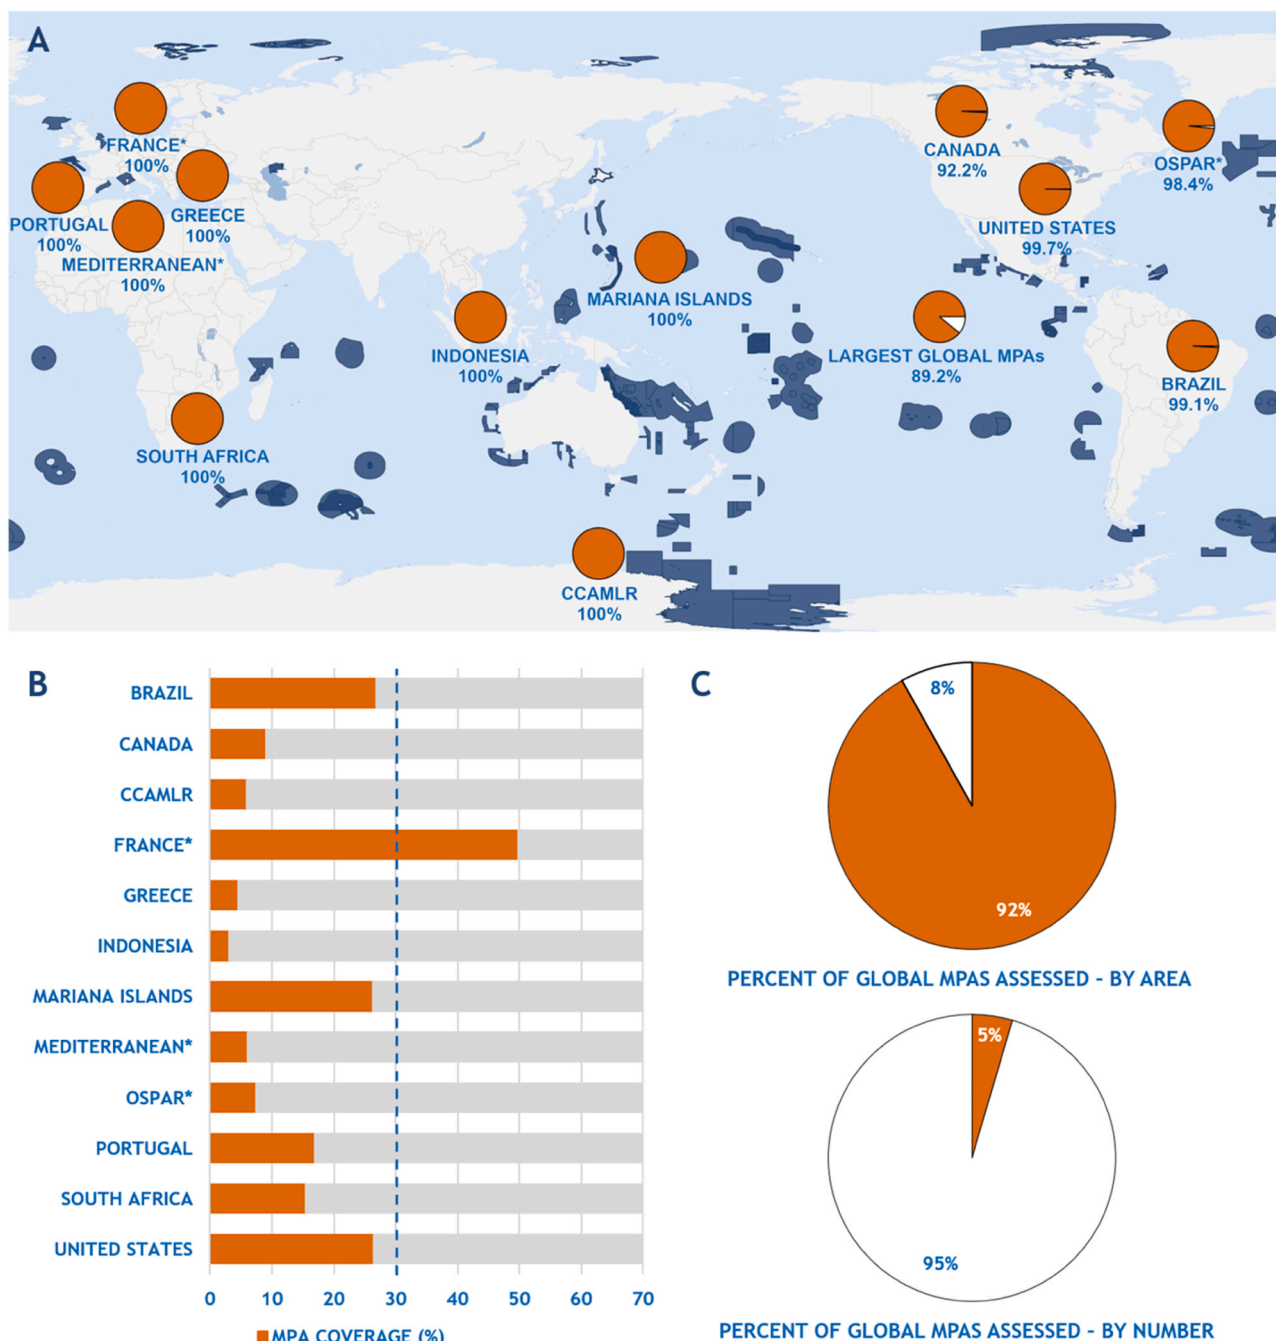 A
FRANCE*
100%
PORTUGAL
100%
GREECE
100%
MEDITERRANEAN*
100%
SOUTH AFRICA
100%
INDONESIA
100%
MARIANA ISLANDS
100%
CCAMLR
100%
CANADA
92.2%
OSPAR*
98.4%
UNITED STATES
99.7%
LARGEST GLOBAL MPAs
89.2%
BRAZIL
99.1%
B
BRAZIL
CANADA
CCAMLR
FRANCE*
GREECE
INDONESIA
MARIANA ISLANDS
MEDITERRANEAN*
OSPAR*
PORTUGAL
SOUTH AFRICA
UNITED STATES
0 10 20 30 40 50 60 70
MPA COVERAGE (%)
C
8%
92%
PERCENT OF GLOBAL MPAS ASSESSED - BY AREA
5%
95%
PERCENT OF GLOBAL MPAS ASSESSED - BY NUMBER